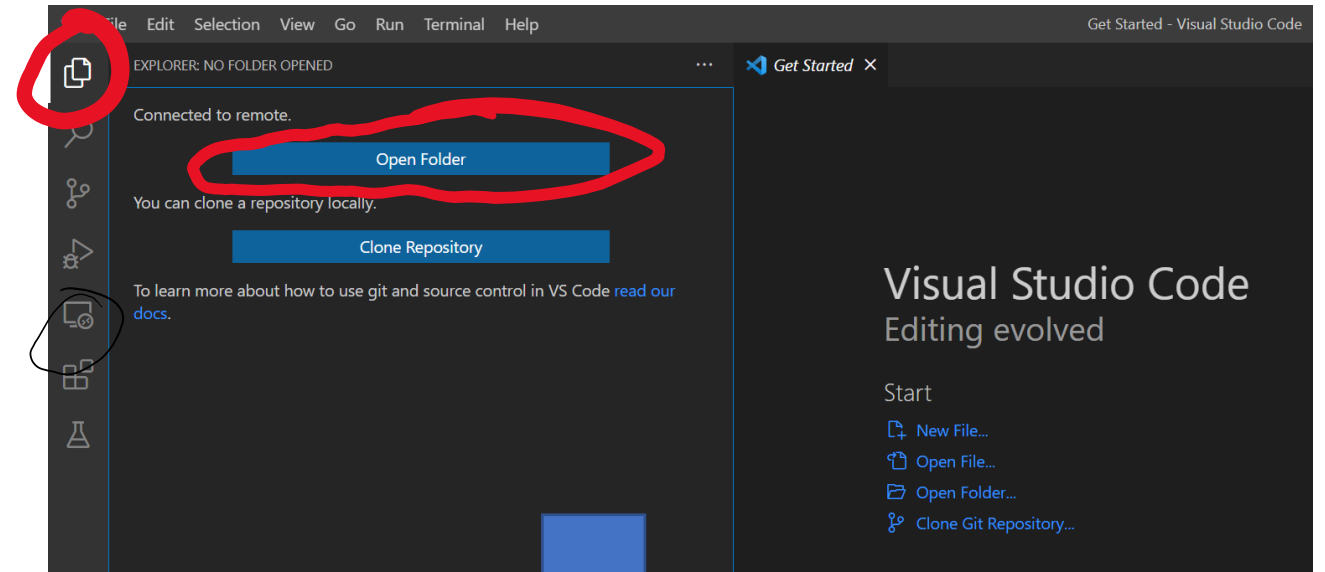 File Edit Selection View Go Run Terminal Help
Get Started - Visual Studio Code
EXPLORER: NO FOLDER OPENED
Get Started
Connected to remote.
Open Folder
You can clone a repository locally.
Clone Repository
To learn more about how to use git and source control in VS Code read our
docs.
Visual Studio Code
Editing evolved
Start
New File...
Open File...
Open Folder...
Clone Git Repository...